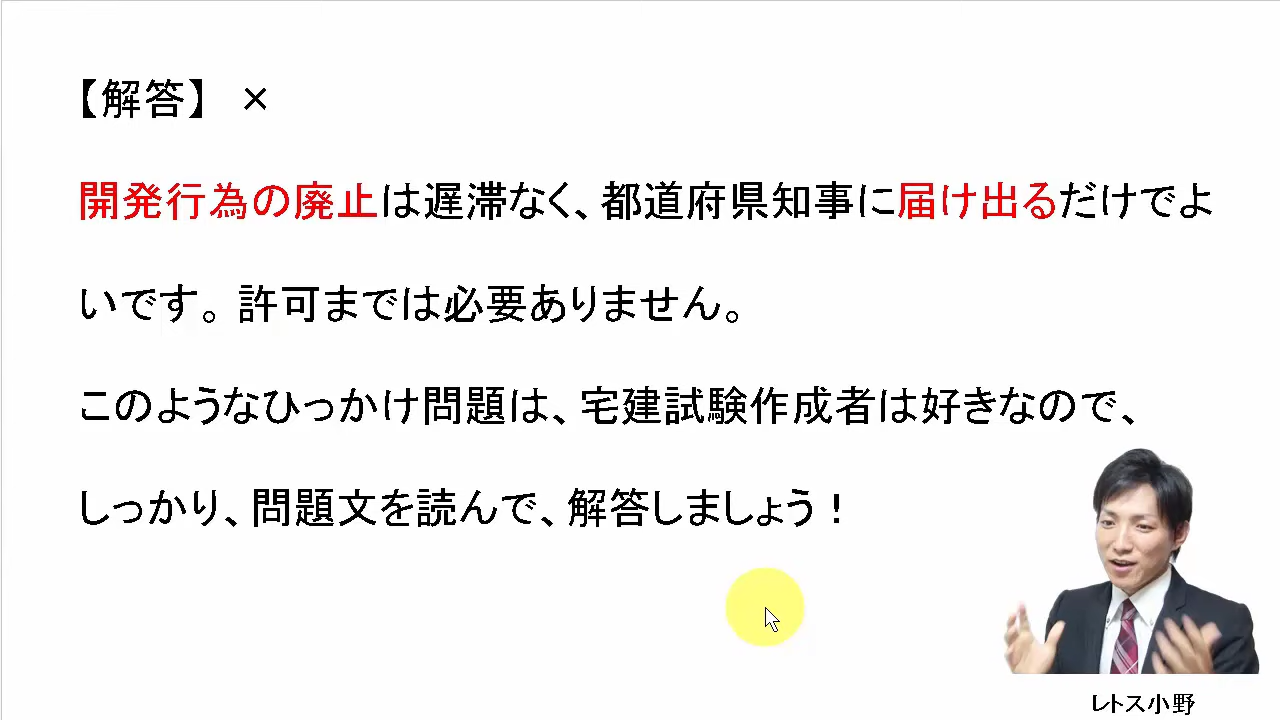 【解答】 ×
開発行為の廃止は遅滞なく、都道府県知事に届け出るだけでよ
いです。許可までは必要ありません。
このようなひっかけ問題は、宅建試験作成者は好きなので、
しっかり、問題文を読んで、解答しましょう！
レトス小野